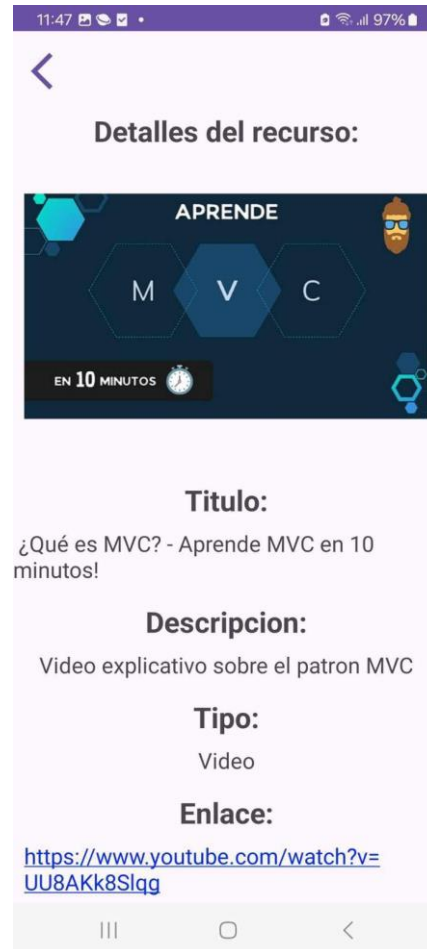 11:47 97%
Detalles del recurso:
APRENDE
M V C
EN 10 MINUTOS
Titulo:
¿Qué es MVC? - Aprende MVC en 10
minutos!
Descripcion:
Video explicativo sobre el patron MVC
Tipo:
Video
Enlace:
https://www.youtube.com/watch?v=
UU8AKk8Slqg